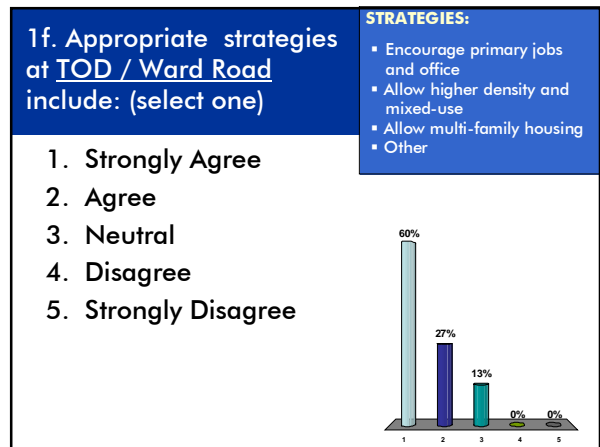 1f. Appropriate strategies
at TOD / Ward Road
include: (select one)
STRATEGIES:
▪ Encourage primary jobs
and office
▪ Allow higher density and
mixed-use
▪ Allow multi-family housing
▪ Other
1. Strongly Agree
2. Agree
3. Neutral
4. Disagree
5. Strongly Disagree
60%
27%
13%
0% 0%
1 2 3 4 5